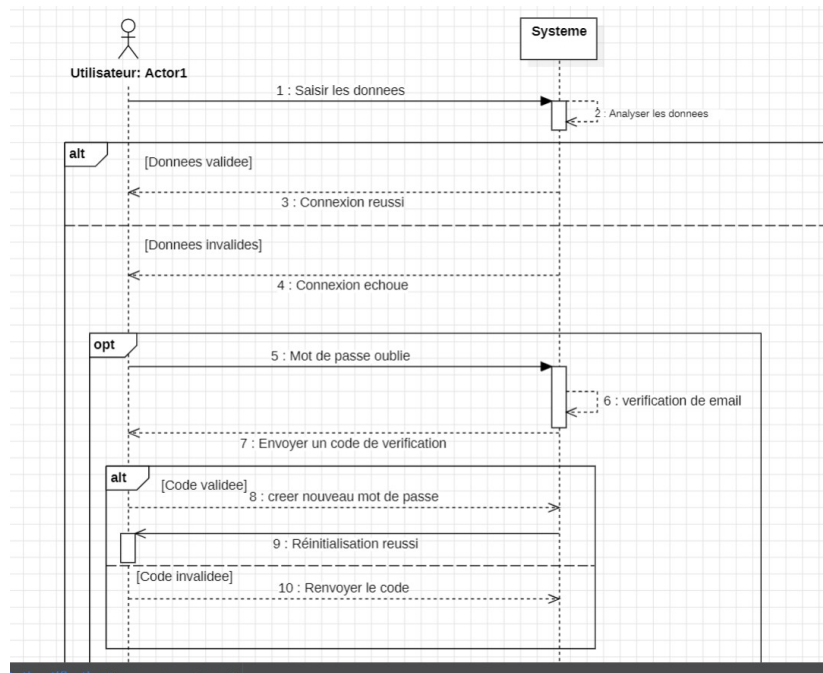 Systeme
Utilisateur: Actor1
1 : Saisir les donnees
2 : Analyser les donnees
alt
[Donnees validee]
3 : Connexion reussi
[Donnees invalides]
4 : Connexion echoue
opt
5 : Mot de passe oublie
6 : verification de email
7 : Envoyer un code de verification
alt
[Code validee]
8 : creer nouveau mot de passe
9 : Réinitialisation reussi
[Code invalidee]
10 : Renvoyer le code